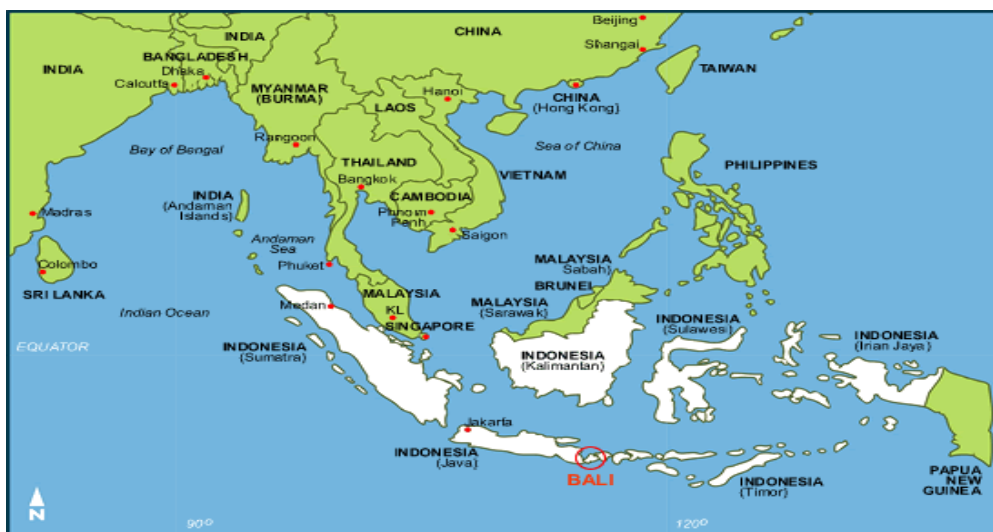 Beijing
INDIA
CHINA
Shangai
BANGLADESH
INDIA
Dhaka
TAIWAN
Calcutta
MYANMAR
(BURMA)
Hanoi
CHINA
(Hong Kong)
LAOS
Rangoon
Bay of Bengal
Sea of China
THAILAND
PHILIPPINES
Bangkok
VIETNAM
INDIA
(Andaman
Islands)
CAMBODIA
Madras
Phnom
Penh
Saigon
Andaman
Sea
Colombo
Phuket
MALAYSIA
Sabah)
SRI LANKA
MALAYSIA
BRUNEI
Medan
KL
MALAYSIA
(Sarawak)
Indian Ocean
SINGAPORE
INDONESIA
(Sulawesi)
INDONESIA
(Irian Jaya)
EQUATOR
INDONESIA
(Sumatra)
INDONESIA
(Kalimantan)
Jakarta
INDONESIA
(Java)
BALI
INDONESIA
(Timor)
PAPUA
NEW
GUINEA
N
90º
120º